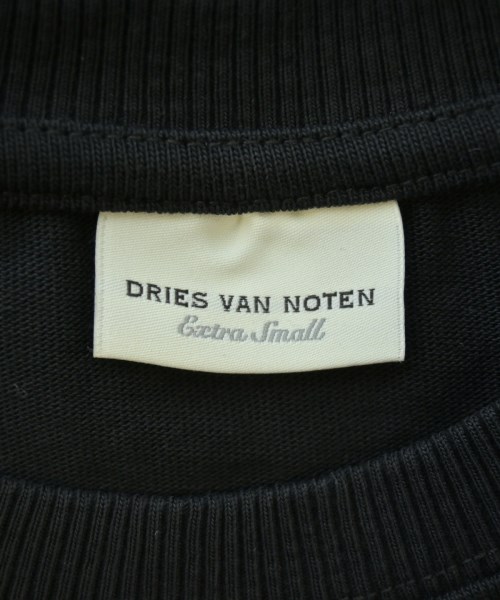 DRIES VAN NOTEN
Extra Small